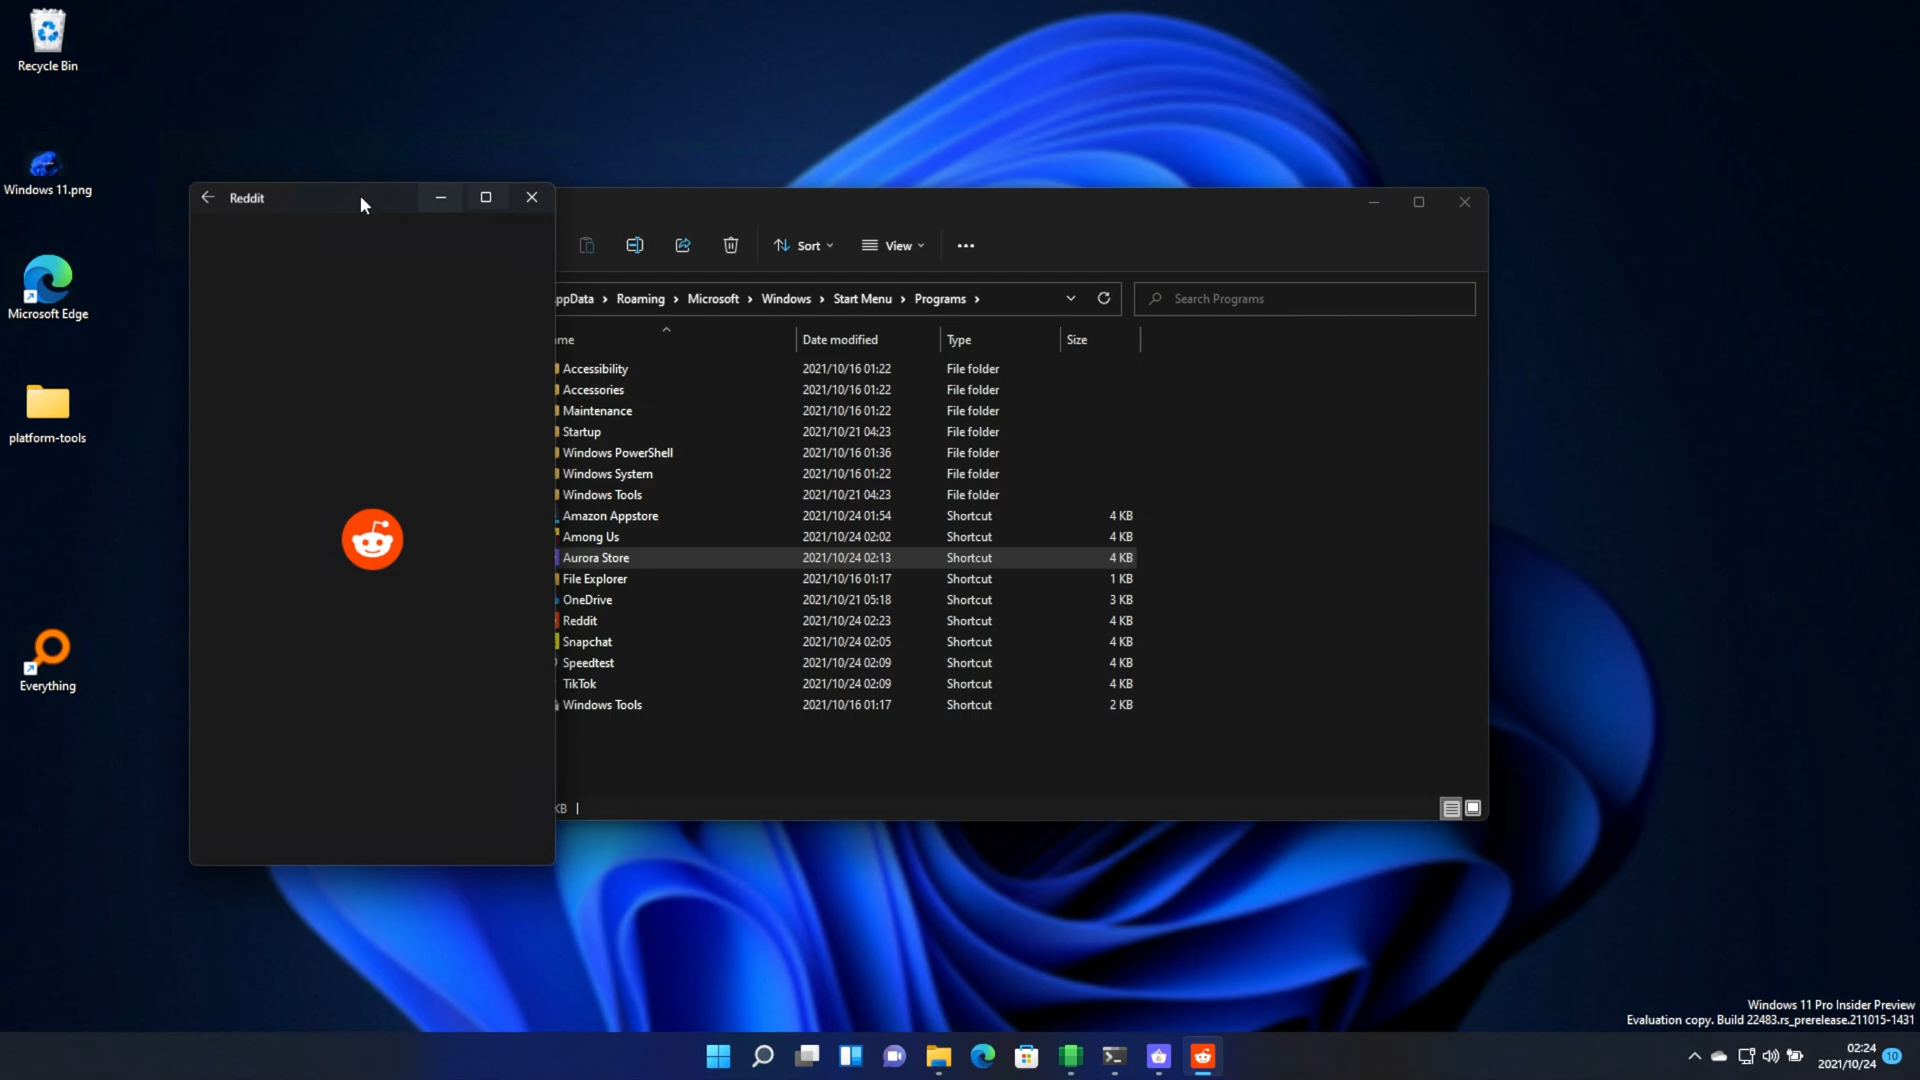 Recycle Bin
Windows 11.png
Microsoft Edge
platform-tools
Everything
Reddit
Sort
View
AppData > Roaming > Microsoft > Windows > Start Menu > Programs >
Search Programs
me Date modified Type Size
Accessibility 2021/10/16 01:22 File folder
Accessories 2021/10/16 01:22 File folder
Maintenance 2021/10/16 01:22 File folder
Startup 2021/10/21 04:23 File folder
Windows PowerShell 2021/10/16 01:36 File folder
Windows System 2021/10/16 01:22 File folder
Windows Tools 2021/10/21 04:23 File folder
Amazon Appstore 2021/10/24 01:54 Shortcut 4 KB
Among Us 2021/10/24 02:02 Shortcut 4 KB
Aurora Store 2021/10/24 02:13 Shortcut 4 KB
File Explorer 2021/10/16 01:17 Shortcut 1 KB
OneDrive 2021/10/21 05:18 Shortcut 3 KB
Reddit 2021/10/24 02:23 Shortcut 4 KB
Snapchat 2021/10/24 02:05 Shortcut 4 KB
Speedtest 2021/10/24 02:09 Shortcut 4 KB
TikTok 2021/10/24 02:09 Shortcut 4 KB
Windows Tools 2021/10/16 01:17 Shortcut 2 KB
KB
Windows 11 Pro Insider Preview
Evaluation copy. Build 22483.rs_prerelease.211015-1431
02:24
2021/10/24
10